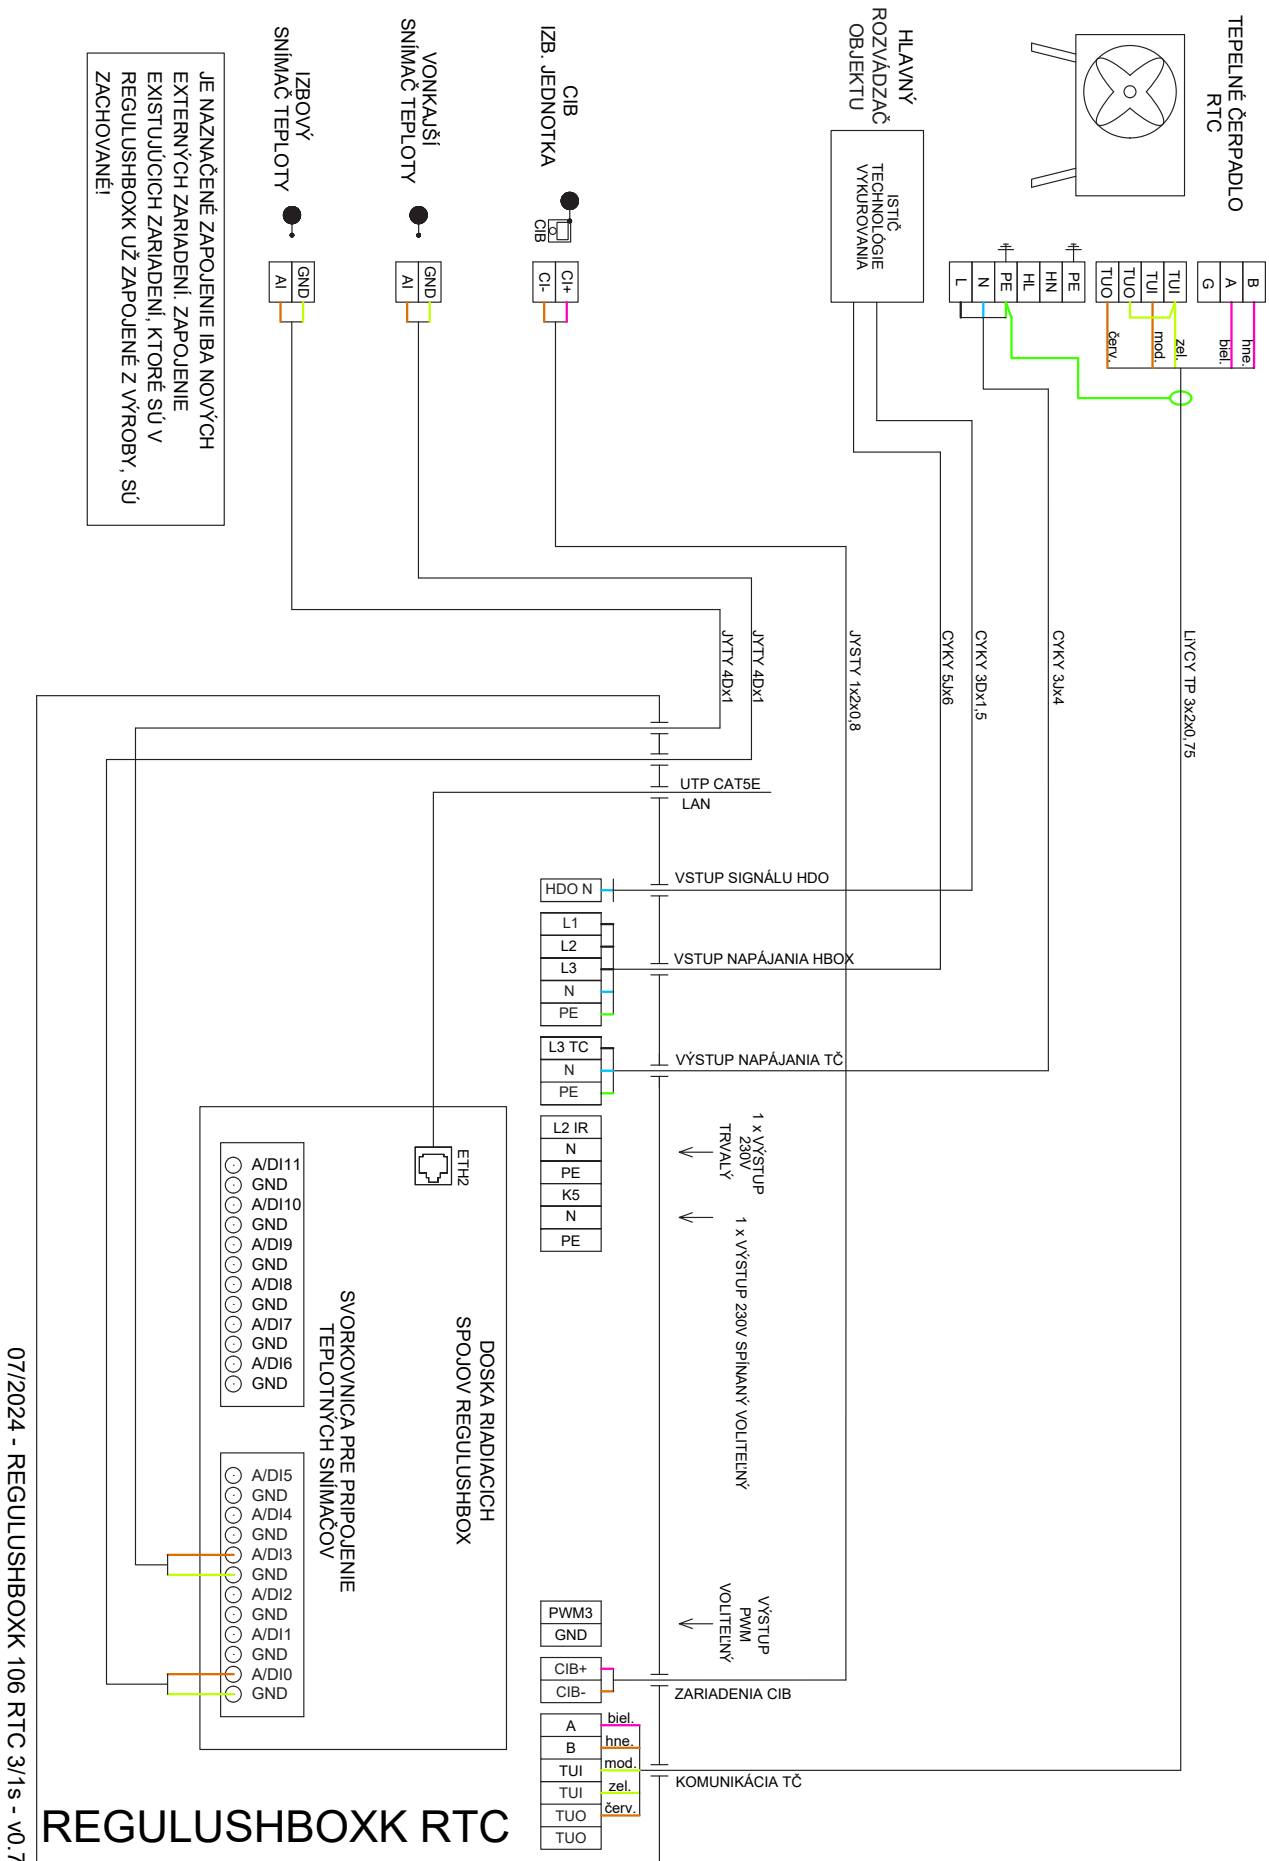 TEPELNÉ ČERPADLO
RTC
B
A
G
TUI
TUI
TUO
TUO
PE
HN
HL
PE
N
L
hne.
biel.
zel.
mod.
červ.
HLAVNÝ
ROZVÁDZAČ
OBJEKTU
ISTIČ
TECHNOLÓGIE
VYKUROVANIA
CIB
IZB. JEDNOTKA
CIB
CI+
CI-
VONKAJŠÍ
SNÍMAČ TEPLOTY
GND
AI
IZBOVÝ
SNÍMAČ TEPLOTY
GND
AI
JE NAZNAČENÉ ZAPOJENIE IBA NOVÝCH
EXTERNÝCH ZARIADENÍ. ZAPOJENIE
EXISTUJÚCICH ZARIADENÍ, KTORÉ SÚ V
REGULUSHBOXK UŽ ZAPOJENÉ Z VÝROBY, SÚ
ZACHOVANÉ!
LiYCY TP 3x2x0,75
CYKY 3Jx4
CYKY 3Dx1,5
CYKY 5Jx6
JYSTY 1x2x0,8
JYTY 4Dx1
JYTY 4Dx1
UTP CAT5E
LAN
VSTUP SIGNÁLU HDO
HDO N
L1
L2
L3
N
PE
VSTUP NAPÁJANIA HBOX
L3 TC
N
PE
VÝSTUP NAPÁJANIA TČ
L2 IR
N
PE
K5
N
PE
1 x VÝSTUP
230V
TRVALÝ
1 x VÝSTUP 230V SPÍNANÝ VOLITEĽNÝ
ETH2
DOSKA RIADIACICH
SPOJOV REGULUSHBOX
SVORKOVNICA PRE PRIPOJENIE
TEPLOTNÝCH SNÍMAČOV
A/DI11
GND
A/DI10
GND
A/DI9
GND
A/DI8
GND
A/DI7
GND
A/DI6
GND
A/DI5
GND
A/DI4
GND
A/DI3
GND
A/DI2
GND
A/DI1
GND
A/DI0
GND
PWM3
GND
VÝSTUP
PWM
VOLITEĽNÝ
CIB+
CIB-
ZARIADENIA CIB
A
B
TUI
TUI
TUO
TUO
biel.
hne.
mod.
zel.
červ.
KOMUNIKÁCIA TČ
REGULUSHBOXK RTC
07/2024 - REGULUSHBOXK 106 RTC 3/1s - v0.7